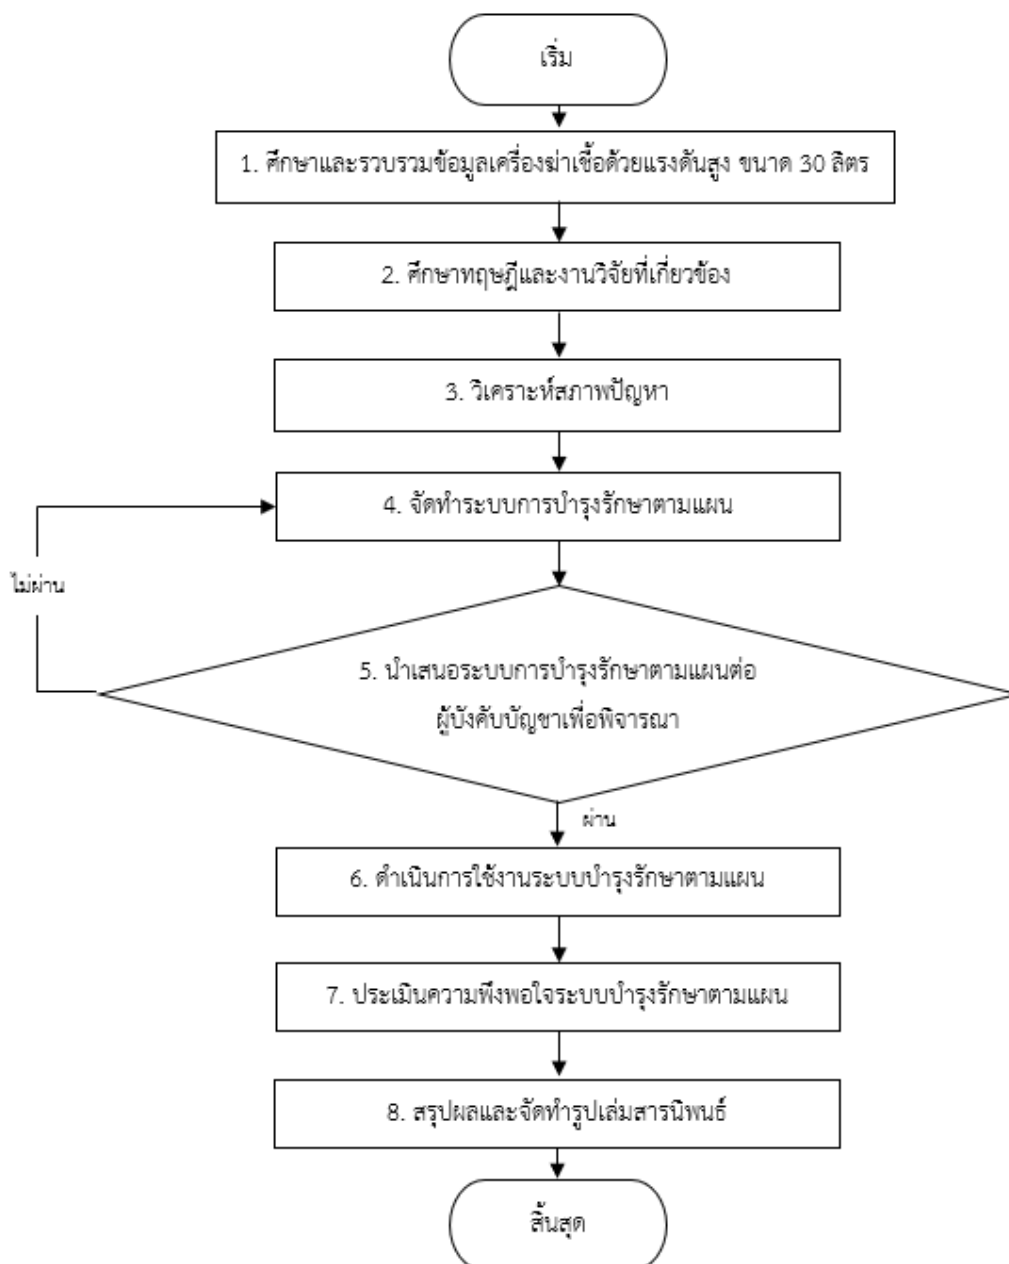 เริ่ม
1. ศึกษาและรวบรวมข้อมูลเครื่องฆ่าเชื้อด้วยแรงดันสูง ขนาด 30 ลิตร
2. ศึกษาทฤษฎีและงานวิจัยที่เกี่ยวข้อง
3. วิเคราะห์สภาพปัญหา
4. จัดทำระบบการบำรุงรักษาตามแผน
ไม่ผ่าน
5. นำเสนอระบบการบำรุงรักษาตามแผนต่อ
ผู้บังคับบัญชาเพื่อพิจารณา
ผ่าน
6. ดำเนินการใช้งานระบบบำรุงรักษาตามแผน
7. ประเมินความพึงพอใจระบบบำรุงรักษาตามแผน
8. สรุปผลและจัดทำรูปเล่มสารนิพนธ์
สิ้นสุด